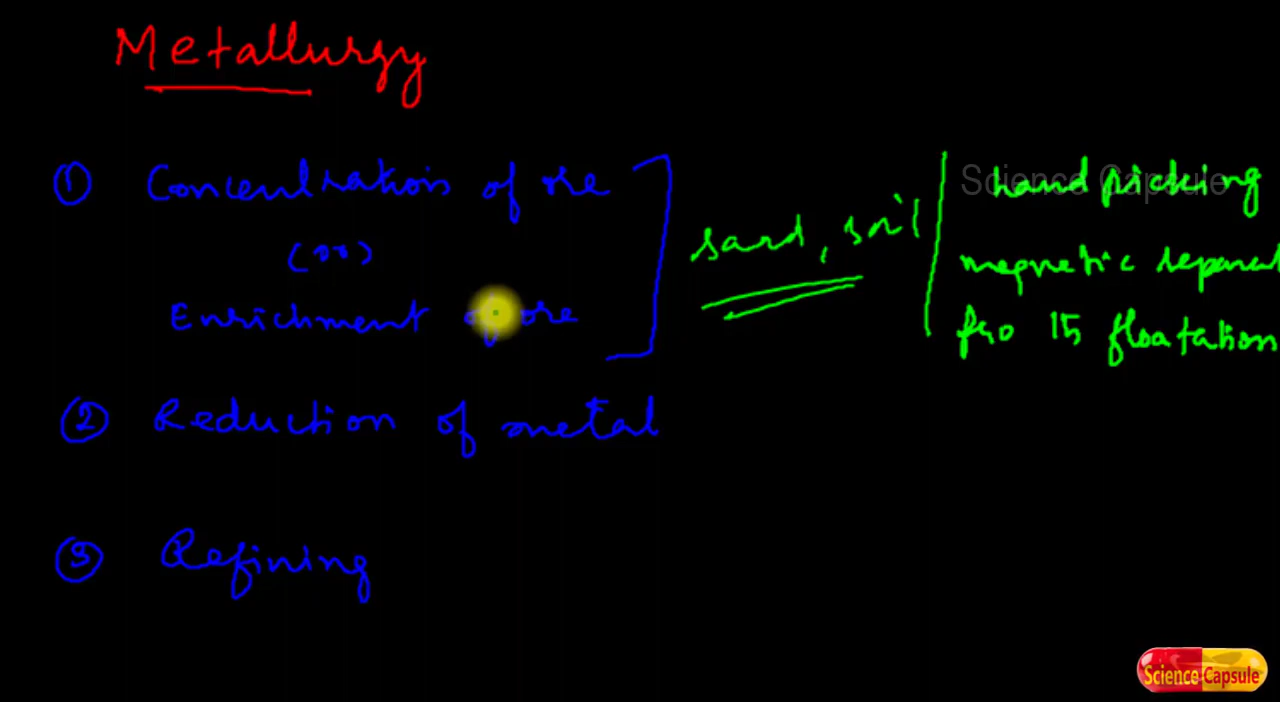 Metallurgy
① Concentration of ore
(or)
Enrichment of ore
sand, soil
Science Capsule
hand picking
magnetic separat
froth floatation
② Reduction of metal
③ Refining
Science Capsule